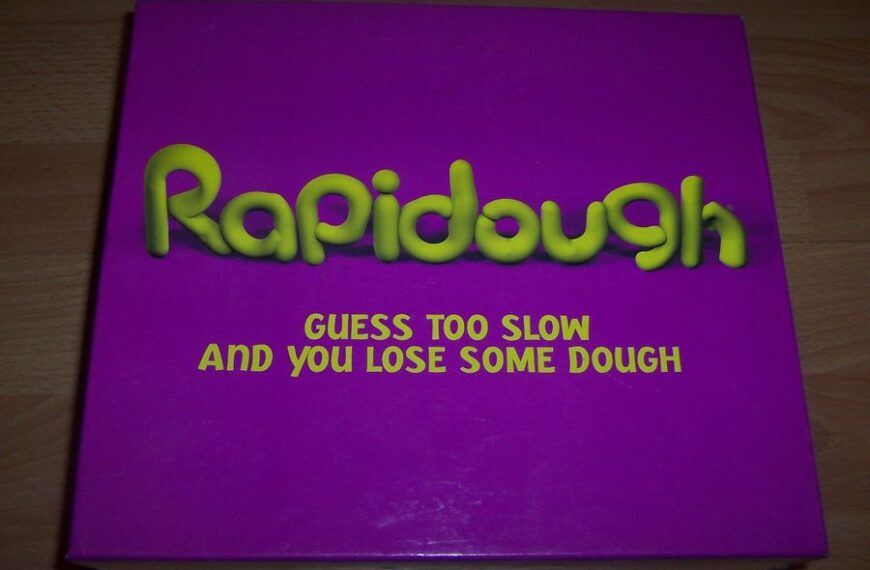 Rapidough
GUESS TOO SLOW
AND YOU LOSE SOME DOUGH